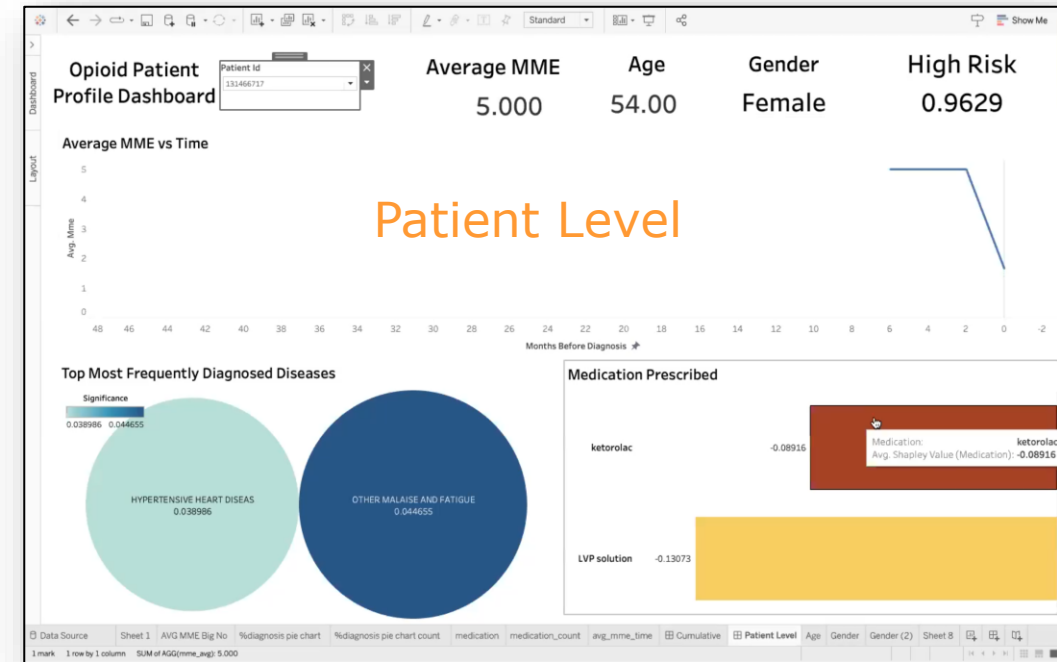 Standard
Show Me
Dashboard
Layout
Opioid Patient
Profile Dashboard
Patient Id
131466717
Average MME
5.000
Age
54.00
Gender
Female
High Risk
0.9629
Average MME vs Time
Patient Level
Avg. Mme
5
4
3
2
1
0
48 46 44 42 40 38 36 34 32 30 28 26 24 22 20 18 16 14 12 10 8 6 4 2 0 -2
Months Before Diagnosis
Top Most Frequently Diagnosed Diseases
Significance
0.038986 0.044655
HYPERTENSIVE HEART DISEAS
0.038986
OTHER MALAISE AND FATIGUE
0.044655
Medication Prescribed
ketorolac
-0.08916
Medication: ketorolac
Avg. Shapley Value (Medication): -0.08916
LVP solution
-0.13073
Data Source Sheet 1 AVG MME Big No %diagnosis pie chart %diagnosis pie chart count medication medication_count avg_mme_time Cumulative Patient Level Age Gender Gender (2) Sheet 8
1 mark 1 row by 1 column SUM of AGG(mme_avg): 5.000